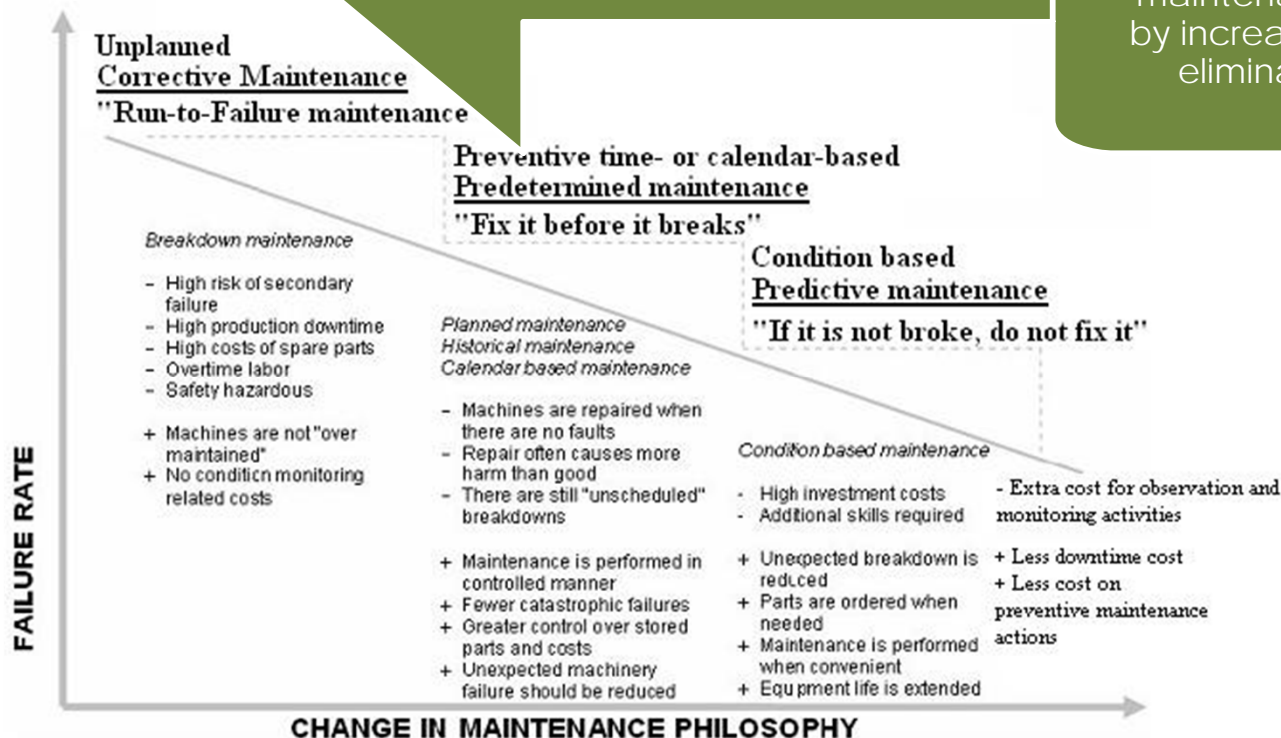 by increa
elimina
Unplanned
Corrective Maintenance
"Run-to-Failure maintenance
Preventive time- or calendar-based
Predetermined maintenance
"Fix it before it breaks"
Condition based
Predictive maintenance
"If it is not broke, do not fix it"
Breakdown maintenance
- High risk of secondary
failure
- High production downtime
- High costs of spare parts
- Overtime labor
- Safety hazardous
+ Machines are not "over
maintained"
+ No condition monitoring
related costs
Planned maintenance
Historical maintenance
Calendar based maintenance
- Machines are repaired when
there are no faults
- Repair often causes more
harm than good
- There are still "unscheduled"
breakdowns
+ Maintenance is performed in
controlled manner
+ Fewer catastrophic failures
+ Greater control over stored
parts and costs
+ Unexpected machinery
failure should be reduced
Condition based maintenance
- High investment costs
- Additional skills required
+ Unexpected breakdown is
reduced
+ Parts are ordered when
needed
+ Maintenance is performed
when convenient
+ Equipment life is extended
- Extra cost for observation and
monitoring activities
+ Less downtime cost
+ Less cost on
preventive maintenance
actions
FAILURE RATE
CHANGE IN MAINTENANCE PHILOSOPHY